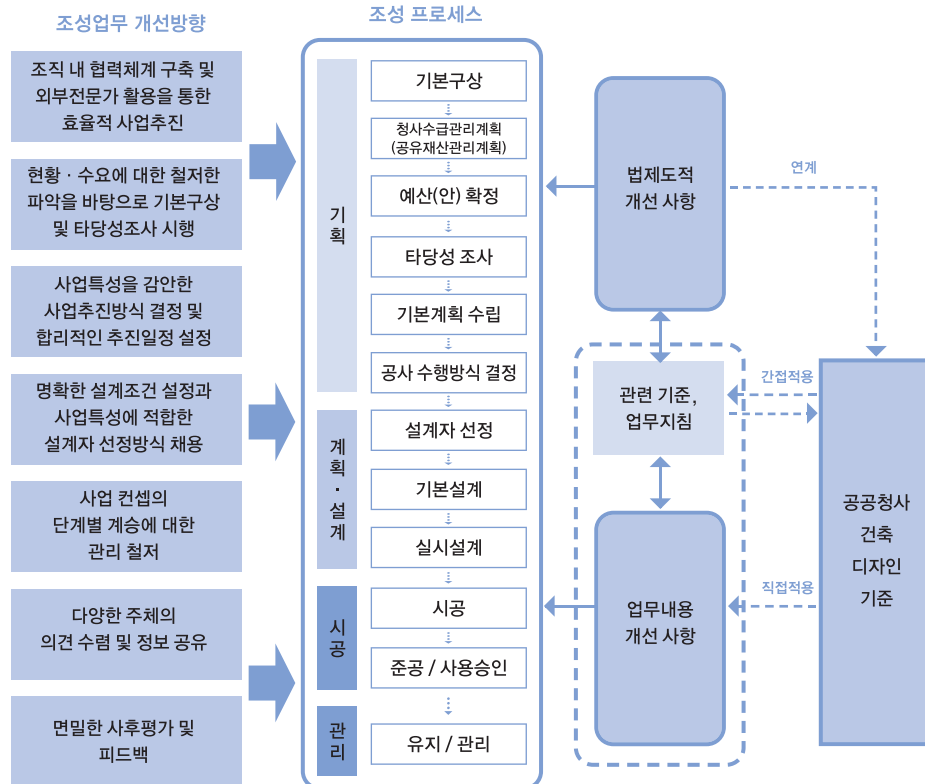 조성업무 개선방향
조직 내 협력체계 구축 및
외부전문가 활용을 통한
효율적 사업추진
현황 · 수요에 대한 철저한
파악을 바탕으로 기본구상
및 타당성조사 시행
사업특성을 감안한
사업추진방식 결정 및
합리적인 추진일정 설정
명확한 설계조건 설정과
사업특성에 적합한
설계자 선정방식 채용
사업 컨셉의
단계별 계승에 대한
관리 철저
다양한 주체의
의견 수렴 및 정보 공유
면밀한 사후평가 및
피드백
조성 프로세스
기
획
기본구상
청사수급관리계획
(공유재산관리계획)
예산(안) 확정
타당성 조사
기본계획 수립
공사 수행방식 결정
계
획
·
설
계
설계자 선정
기본설계
실시설계
시
공
시공
준공 / 사용승인
관
리
유지 / 관리
법제도적
개선 사항
연계
관련 기준,
업무지침
간접적용
업무내용
개선 사항
직접적용
공공청사
건축
디자인
기준